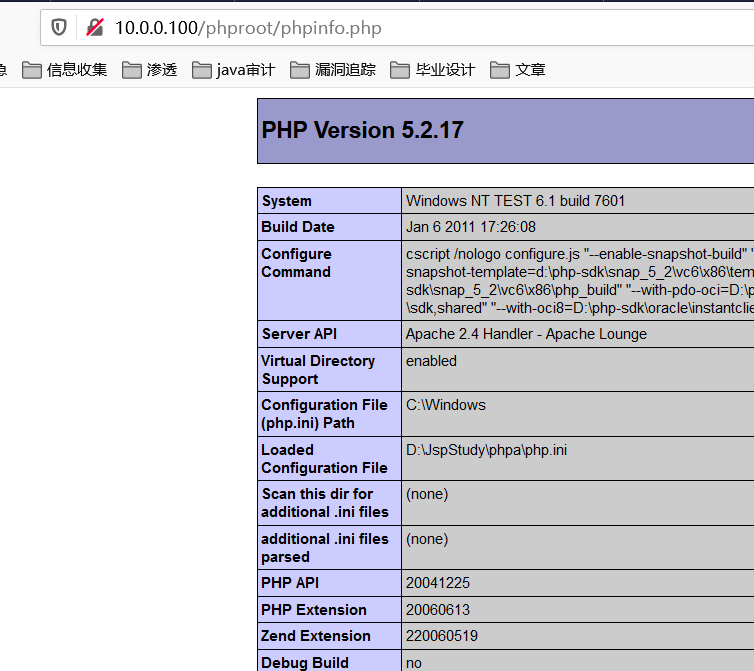 10.0.0.100/phproot/phpinfo.php
信息收集 渗透 java审计 漏洞追踪 毕业设计 文章
PHP Version 5.2.17
System Windows NT TEST 6.1 build 7601
Build Date Jan 6 2011 17:26:08
Configure Command cscript /nologo configure.js "--enable-snapshot-build" "
snapshot-template=d:\php-sdk\snap_5_2\vc6\x86\tem
sdk\snap_5_2\vc6\x86\php_build" "--with-pdo-oci=D:\p
\sdk,shared" "--with-oci8=D:\php-sdk\oracle\instantclie
Server API Apache 2.4 Handler - Apache Lounge
Virtual Directory
Support enabled
Configuration File
(php.ini) Path C:\Windows
Loaded
Configuration File D:\JspStudy\phpa\php.ini
Scan this dir for
additional .ini files (none)
additional .ini files
parsed (none)
PHP API 20041225
PHP Extension 20060613
Zend Extension 220060519
Debug Build no